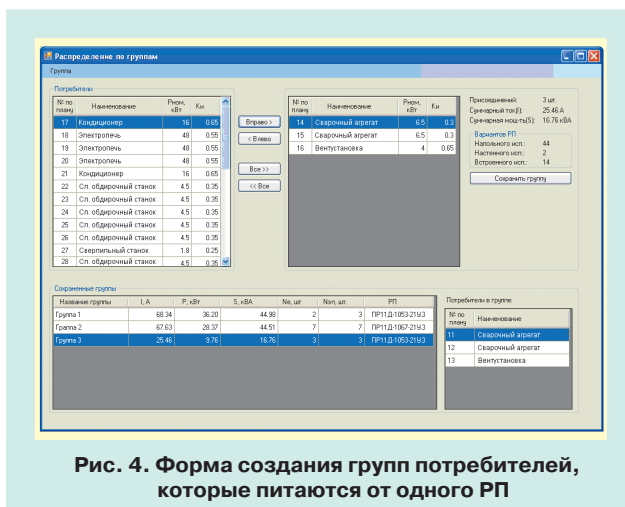 Распределение по группам
Группа
Потребители
№ по плану Наименование Рном, кВт Ки
17 Кондиционер 16 0.65
18 Электропечь 48 0.55
19 Электропечь 48 0.55
20 Электропечь 48 0.55
21 Кондиционер 16 0.65
22 Сл. обдирочный станок 4.5 0.35
23 Сл. обдирочный станок 4.5 0.35
24 Сл. обдирочный станок 4.5 0.35
25 Сл. обдирочный станок 4.5 0.35
26 Сл. обдирочный станок 4.5 0.35
27 Сверлильный станок 1.8 0.25
28 Сл. обдирочный станок 4.5 0.35
Вправо >
< Влево
Все >>
<< Все
№ по плану Наименование Рном, кВт Ки
14 Сварочный агрегат 6.5 0.3
15 Сварочный агрегат 6.5 0.3
16 Вентустановка 4 0.65
Присоединений: 3 шт.
Суммарный ток(I): 25.46 А
Суммарная мощ-ть(S): 16.76 кВА
Вариантов РП
Напольного исп.: 44
Настенного исп.: 2
Встроенного исп.: 14
Сохранить группу
Сохраненные группы
Название группы I, А P, кВт S, кВА Nе, шт Nэп, шт. РП
Группа 1 68.34 36.20 44.98 2 3 ПР11.Д-1053-21У3
Граппа 2 67.63 28.37 44.51 7 7 ПР11.Д-1067-21У3
Группа 3 25.46 9.76 16.76 3 3 ПР11.Д-1053-21У3
Потребители в группе:
№ по плану Наименование
11 Сварочный агрегат
12 Сварочный агрегат
13 Вентустановка
Рис. 4. Форма создания групп потребителей,
которые питаются от одного РП